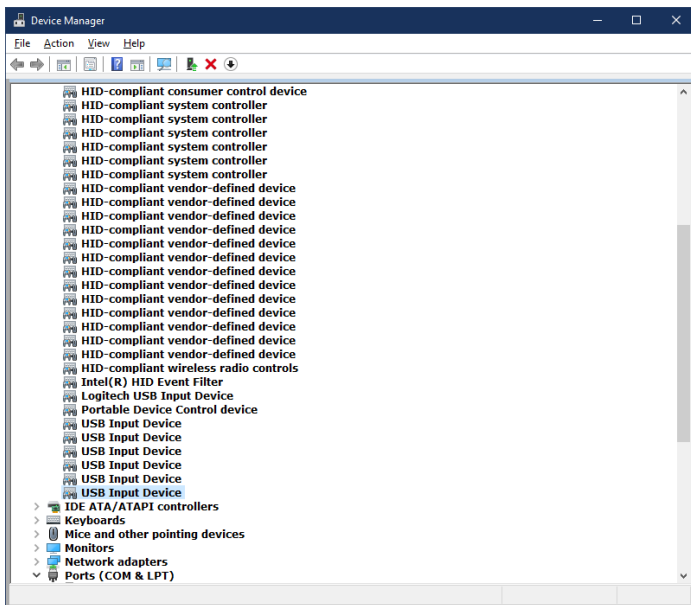 Device Manager
File Action View Help
HID-compliant consumer control device
HID-compliant system controller
HID-compliant system controller
HID-compliant system controller
HID-compliant system controller
HID-compliant system controller
HID-compliant system controller
HID-compliant vendor-defined device
HID-compliant vendor-defined device
HID-compliant vendor-defined device
HID-compliant vendor-defined device
HID-compliant vendor-defined device
HID-compliant vendor-defined device
HID-compliant vendor-defined device
HID-compliant vendor-defined device
HID-compliant vendor-defined device
HID-compliant vendor-defined device
HID-compliant vendor-defined device
HID-compliant vendor-defined device
HID-compliant vendor-defined device
HID-compliant wireless radio controls
Intel(R) HID Event Filter
Logitech USB Input Device
Portable Device Control device
USB Input Device
USB Input Device
USB Input Device
USB Input Device
USB Input Device
USB Input Device
IDE ATA/ATAPI controllers
Keyboards
Mice and other pointing devices
Monitors
Network adapters
Ports (COM & LPT)